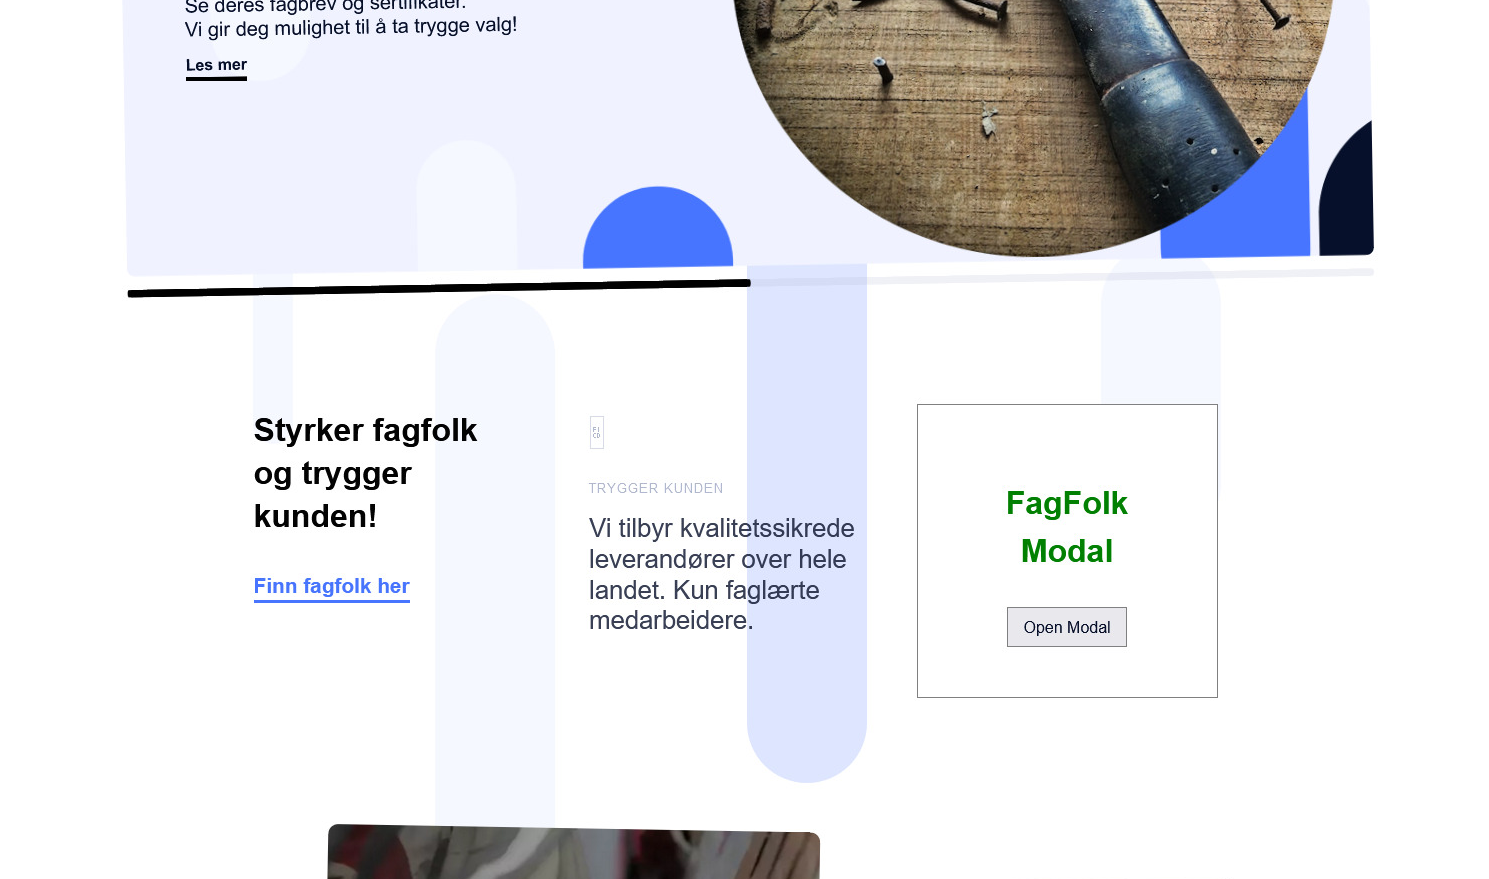 Se deres fagbrev og sertifikater.
Vi gir deg mulighet til å ta trygge valg!
Les mer
Styrker fagfolk
og trygger
kunden!
Finn fagfolk her
TRYGGER KUNDEN
Vi tilbyr kvalitetssikrede
leverandører over hele
landet. Kun faglærte
medarbeidere.
FagFolk
Modal
Open Modal